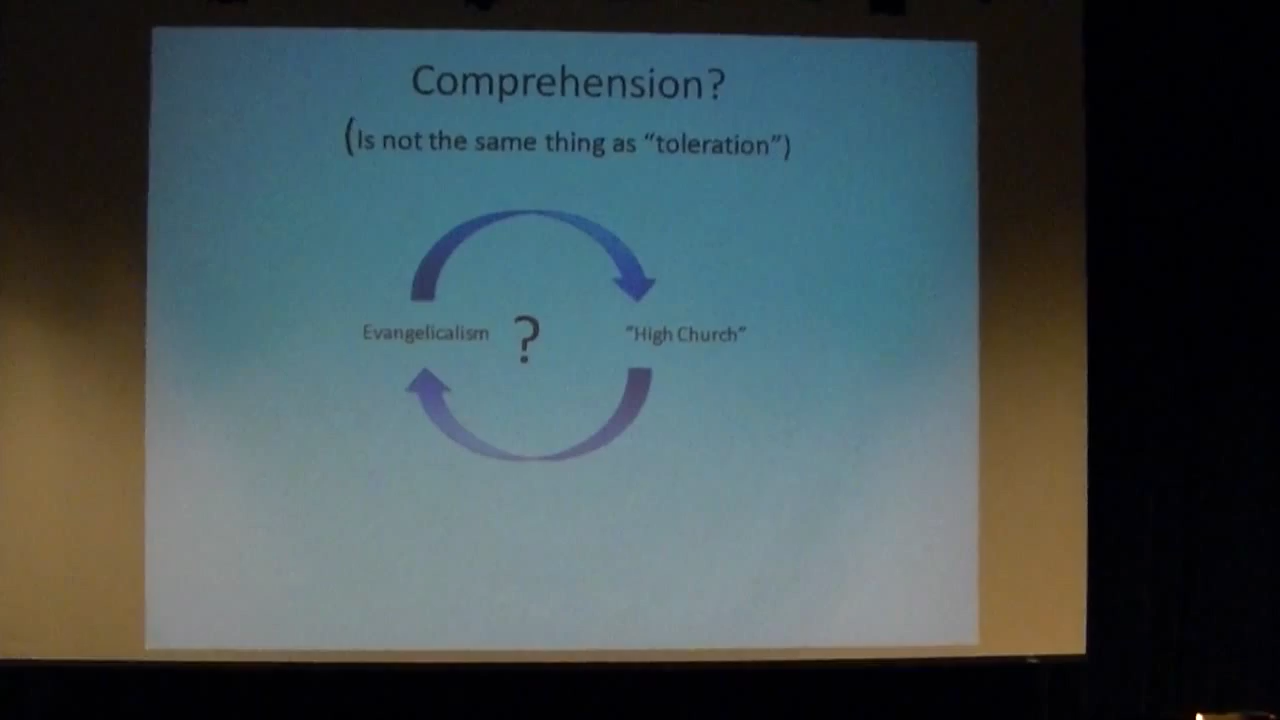 Comprehension?
(Is not the same thing as “toleration”)
Evangelicalism ? “High Church”